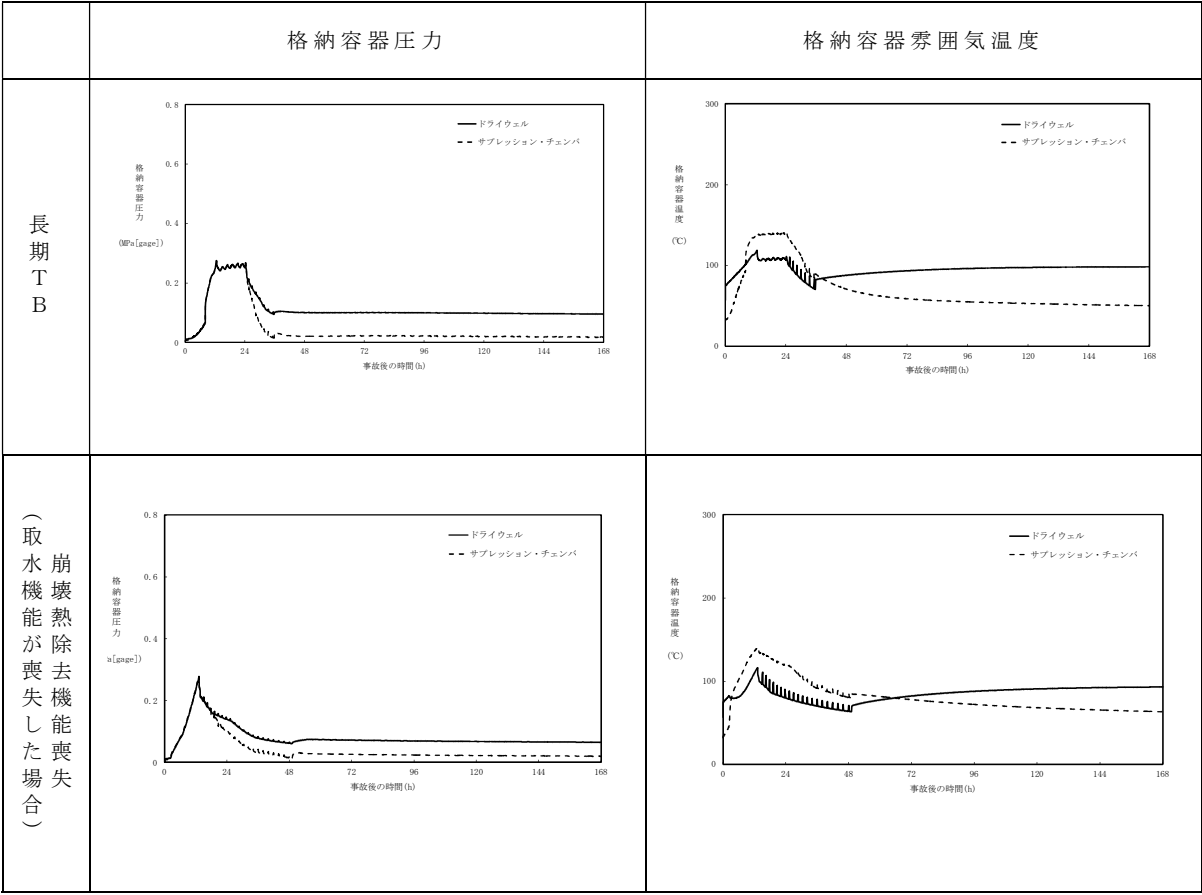 格納容器圧力
格納容器雰囲気温度
長期TB
0.8
0.6
0.4
0.2
0
格納容器圧力
(MPa[gage])
ドライウェル
サプレッション・チェンバ
0 24 48 72 96 120 144 168
事故後の時間(h)
300
200
100
0
格納容器温度
(℃)
ドライウェル
サプレッション・チェンバ
0 24 48 72 96 120 144 168
事故後の時間(h)
崩壊熱除去機能喪失
(取水機能が喪失した場合)
0.8
0.6
0.4
0.2
0
格納容器圧力
a[gage])
ドライウェル
サプレッション・チェンバ
0 24 48 72 96 120 144 168
事故後の時間(h)
300
200
100
0
格納容器温度
(℃)
ドライウェル
サプレッション・チェンバ
0 24 48 72 96 120 144 168
事故後の時間(h)